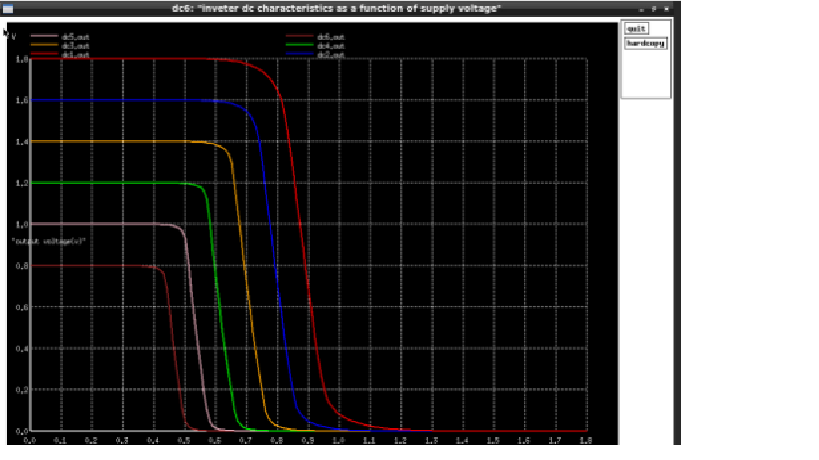 dc6: "inveter dc characteristics as a function of supply voltage"
quit
hardcopy
V
dc5.out dc6.out
dc3.out dc4.out
dc1.out dc2.out
1.8
1.6
1.4
1.2
1.0
"output voltage(v)"
0.8
0.6
0.4
0.2
0.0
0.0 0.1 0.2 0.3 0.4 0.5 0.6 0.7 0.8 0.9 1.0 1.1 1.2 1.3 1.4 1.5 1.6 1.7 1.8